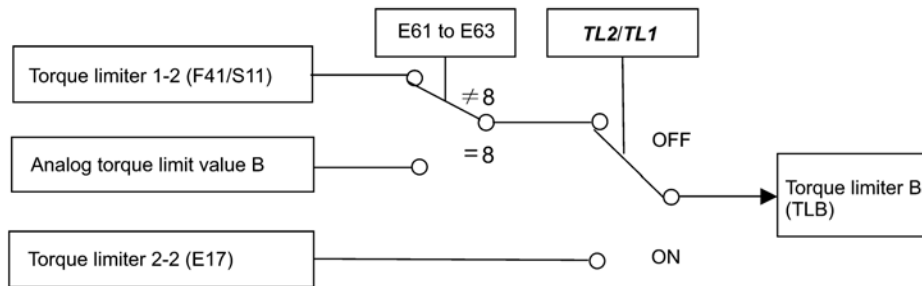 E61 to E63
TL2/TL1
Torque limiter 1-2 (F41/S11)
≠8
OFF
=8
Analog torque limit value B
Torque limiter B
(TLB)
Torque limiter 2-2 (E17)
ON